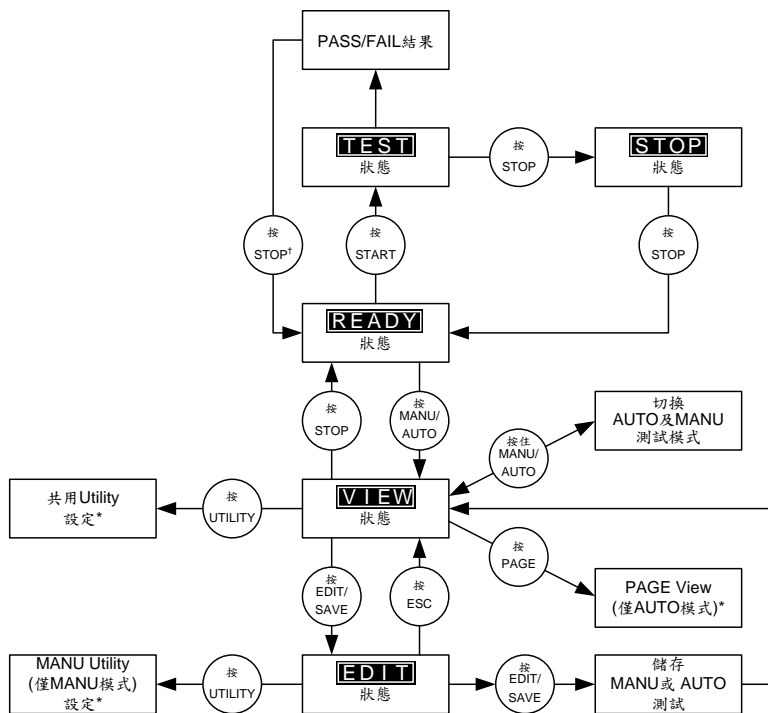 PASS/FAIL結果
TEST
狀態
按
STOP
STOP
狀態
按
STOP†
按
START
按
STOP
READY
狀態
按
STOP
按
MANU/
AUTO
按住
MANU/
AUTO
切換
AUTO及MANU
測試模式
共用Utility
設定*
按
UTILITY
VIEW
狀態
按
PAGE
PAGE View
(僅AUTO模式)*
按
EDIT/
SAVE
按
ESC
MANU Utility
(僅MANU模式)
設定*
按
UTILITY
EDIT
狀態
按
EDIT/
SAVE
儲存
MANU或 AUTO
測試